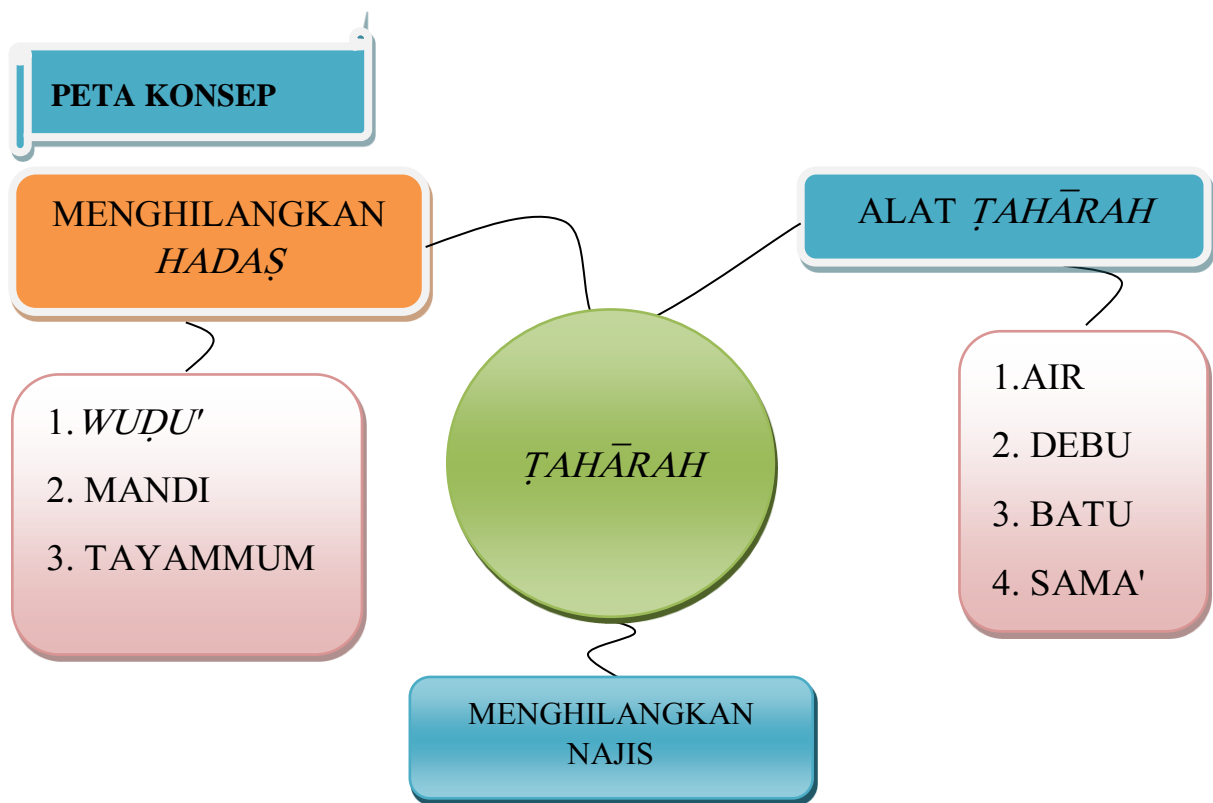 PETA KONSEP
MENGHILANGKAN
HADAṢ
ALAT ṬAHĀRAH
1. WUḌU'
2. MANDI
3. TAYAMMUM
ṬAHĀRAH
1.AIR
2. DEBU
3. BATU
4. SAMA'
MENGHILANGKAN
NAJIS